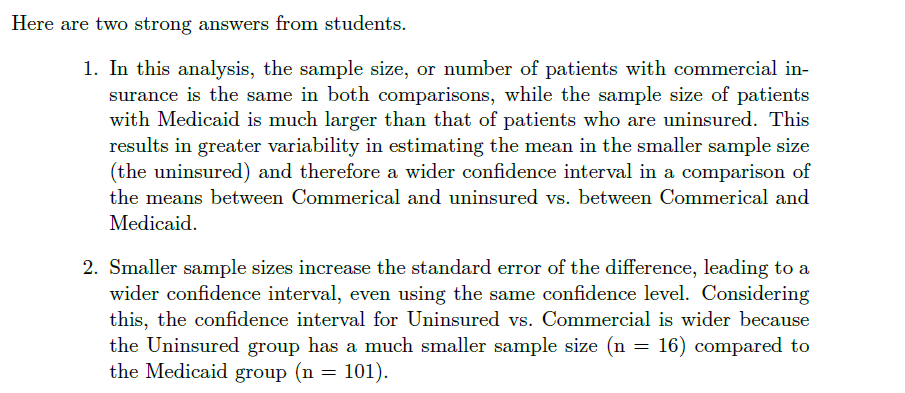 Here are two strong answers from students.
1. In this analysis, the sample size, or number of patients with commercial in-
surance is the same in both comparisons, while the sample size of patients
with Medicaid is much larger than that of patients who are uninsured. This
results in greater variability in estimating the mean in the smaller sample size
(the uninsured) and therefore a wider confidence interval in a comparison of
the means between Commerical and uninsured vs. between Commerical and
Medicaid.
2. Smaller sample sizes increase the standard error of the difference, leading to a
wider confidence interval, even using the same confidence level. Considering
this, the confidence interval for Uninsured vs. Commercial is wider because
the Uninsured group has a much smaller sample size (n = 16) compared to
the Medicaid group (n = 101).